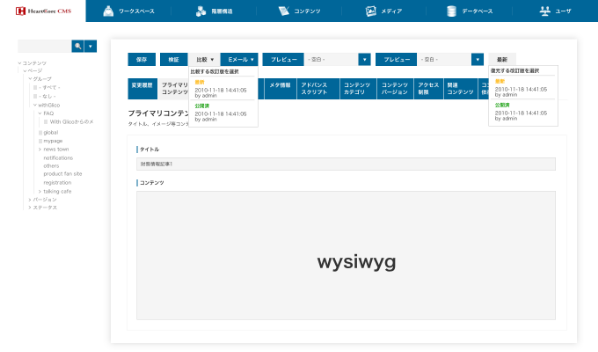 HeartCore CMS
ワークスペース
階層構造
コンテンツ
メディア
データベース
ユーザ
保存
検証
比較
Eメール
プレビュー
- 空白 -
プレビュー
- 空白 -
最新
コンテンツ
ページ
グループ
- すべて -
- なし -
withGlico
FAQ
With Glicoからのメ
global
mypage
news town
notifications
others
product fan site
registration
talking cafe
バージョン
ステータス
比較する改訂版を選択
最新
2010-11-18 14:41:05
by admin
公開済
2010-11-18 14:41:05
by admin
復元する改訂版を選択
最新
2010-11-18 14:41:05
by admin
公開済
2010-11-18 14:41:05
by admin
変更履歴
プライマリ
コンテンツ
メタ情報
アドバンス
スクリプト
コンテンツ
カテゴリ
コンテンツ
バージョン
アクセス
制限
関連
コンテンツ
プライマリコンテン
タイトル、イメージ等コン
タイトル
コンテンツ
wysiwyg